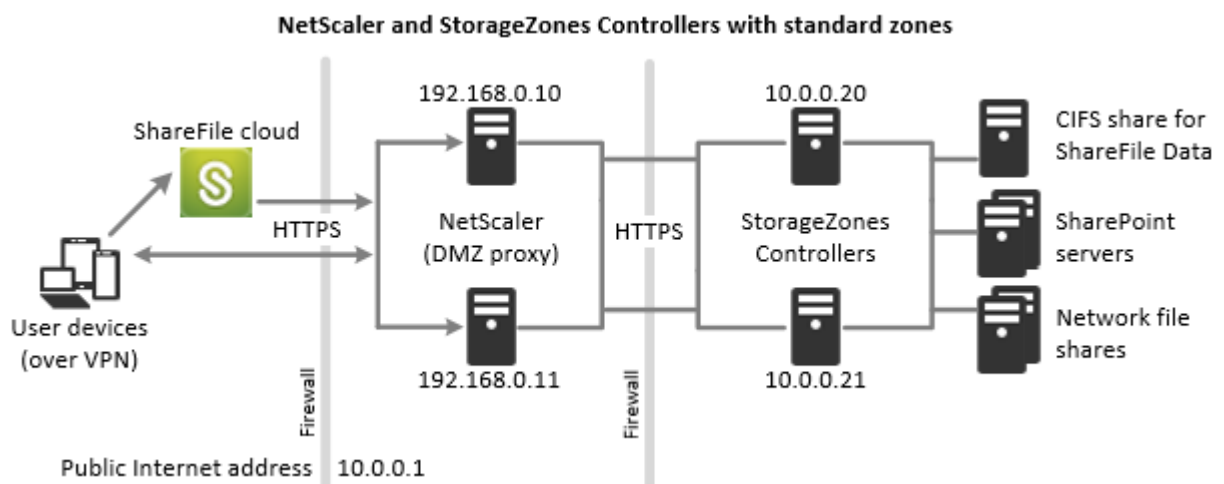 NetScaler and StorageZones Controllers with standard zones
192.168.0.10
10.0.0.20
ShareFile cloud
S
CIFS share for
ShareFile Data
HTTPS
NetScaler
(DMZ proxy)
HTTPS
StorageZones
Controllers
SharePoint
servers
User devices
(over VPN)
192.168.0.11
10.0.0.21
Network file
shares
Firewall
Firewall
Public Internet address
10.0.0.1